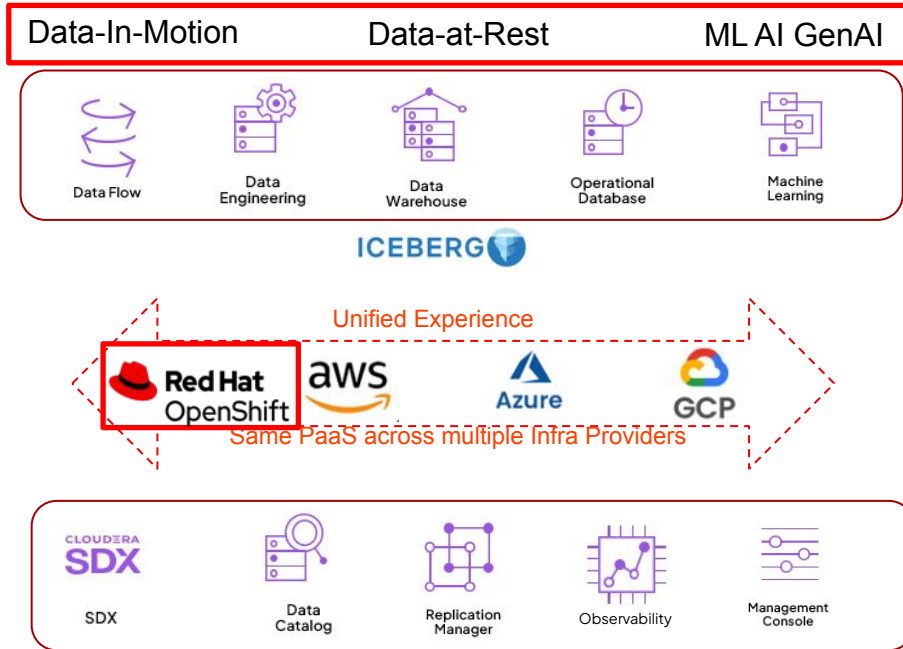 Data-In-Motion
Data-at-Rest
ML AI GenAI
Data Flow
Data
Engineering
Data
Warehouse
Operational
Database
Machine
Learning
ICEBERG
Unified Experience
Red Hat
OpenShift
aws
Azure
GCP
Same PaaS across multiple Infra Providers
CLOUDERA
SDX
SDX
Data
Catalog
Replication
Manager
Observability
Management
Console